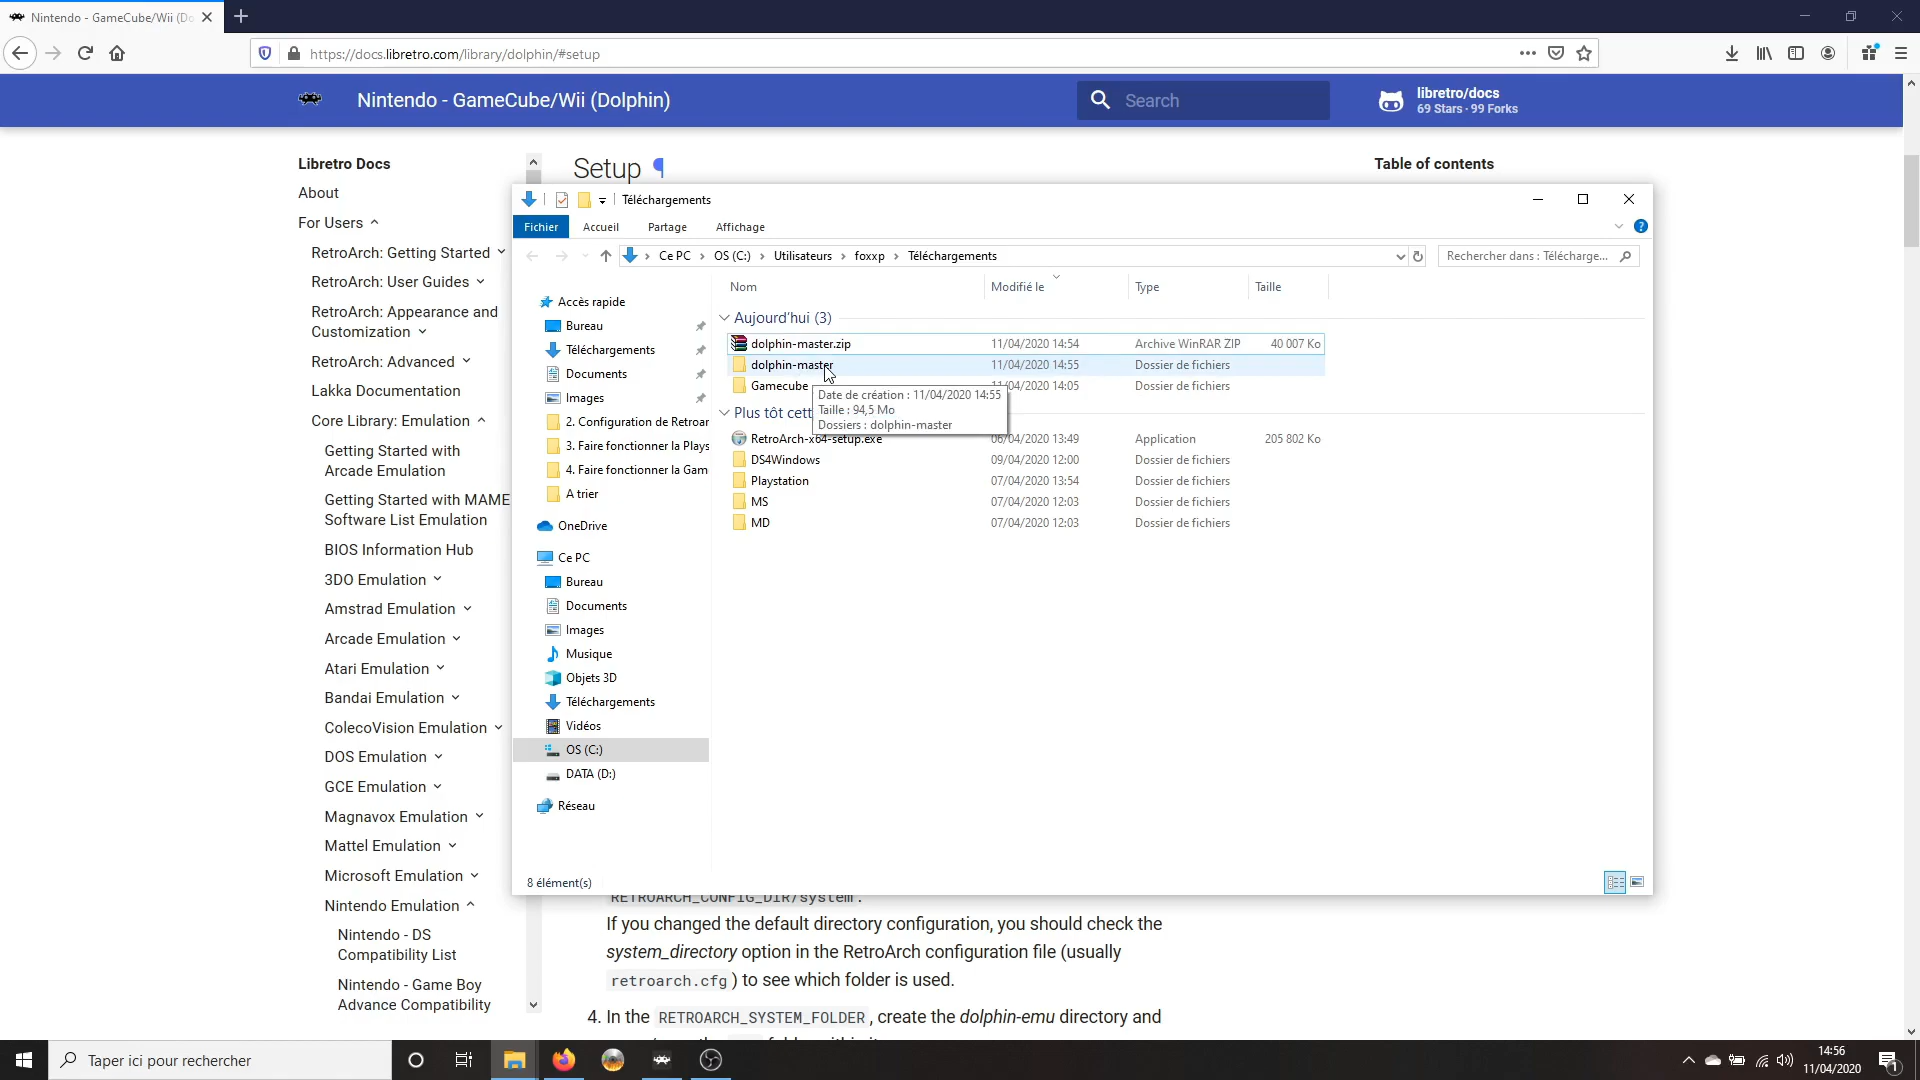 Nintendo - GameCube/Wii (Do
https://docs.libretro.com/library/dolphin/#setup
Nintendo - GameCube/Wii (Dolphin)
Search
libretro/docs
69 Stars · 99 Forks
Libretro Docs
About
For Users
RetroArch: Getting Started
RetroArch: User Guides
RetroArch: Appearance and
Customization
RetroArch: Advanced
Lakka Documentation
Core Library: Emulation
Getting Started with
Arcade Emulation
Getting Started with MAME
Software List Emulation
BIOS Information Hub
3DO Emulation
Amstrad Emulation
Arcade Emulation
Atari Emulation
Bandai Emulation
ColecoVision Emulation
DOS Emulation
GCE Emulation
Magnavox Emulation
Mattel Emulation
Microsoft Emulation
Nintendo Emulation
Nintendo - DS
Compatibility List
Nintendo - Game Boy
Advance Compatibility
Setup ¶
Table of contents
Téléchargements
Fichier Accueil Partage Affichage
Ce PC › OS (C:) › Utilisateurs › foxxp › Téléchargements
Rechercher dans : Télécharge...
Accès rapide
Bureau
Téléchargements
Documents
Images
2. Configuration de Retroar
3. Faire fonctionner la Plays
4. Faire fonctionner la Gam
A trier
OneDrive
Ce PC
Bureau
Documents
Images
Musique
Objets 3D
Téléchargements
Vidéos
OS (C:)
DATA (D:)
Réseau
Nom Modifié le Type Taille
Aujourd'hui (3)
dolphin-master.zip 11/04/2020 14:54 Archive WinRAR ZIP 40 007 Ko
dolphin-master 11/04/2020 14:55 Dossier de fichiers
Gamecube 11/04/2020 14:05 Dossier de fichiers
Date de création : 11/04/2020 14:55
Taille : 94,5 Mo
Dossiers : dolphin-master
Plus tôt cett
RetroArch-x64-setup.exe 06/04/2020 13:49 Application 205 802 Ko
DS4Windows 09/04/2020 12:00 Dossier de fichiers
Playstation 07/04/2020 13:54 Dossier de fichiers
MS 07/04/2020 12:03 Dossier de fichiers
MD 07/04/2020 12:03 Dossier de fichiers
8 élément(s)
RETROARCH_CONFIG_DIR/system .
If you changed the default directory configuration, you should check the
system_directory option in the RetroArch configuration file (usually
retroarch.cfg ) to see which folder is used.
4. In the RETROARCH_SYSTEM_FOLDER , create the dolphin-emu directory and
Taper ici pour rechercher
14:56
11/04/2020
1